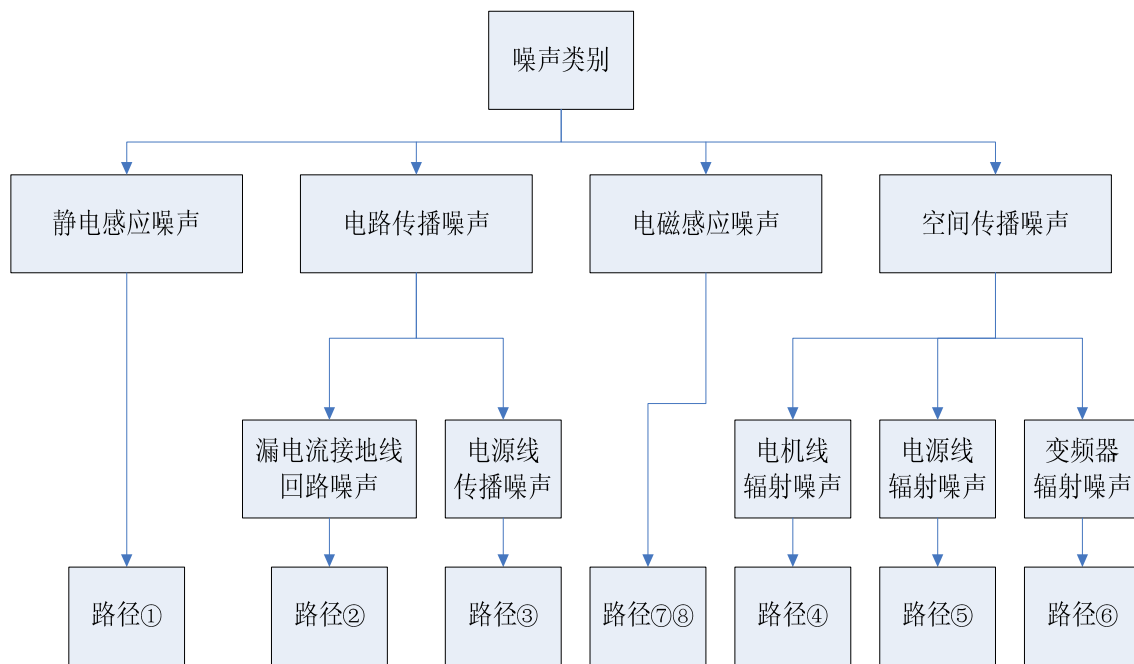 噪声类别
静电感应噪声
电路传播噪声
电磁感应噪声
空间传播噪声
漏电流接地线
回路噪声
电源线
传播噪声
电机线
辐射噪声
电源线
辐射噪声
变频器
辐射噪声
路径①
路径②
路径③
路径⑦⑧
路径④
路径⑤
路径⑥